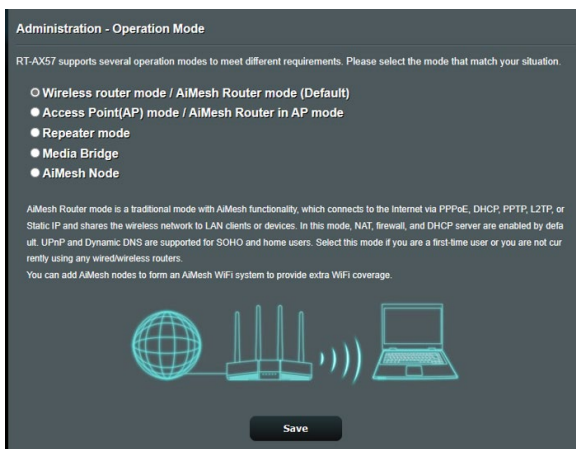 Administration - Operation Mode
RT-AX57 supports several operation modes to meet different requirements. Please select the mode that match your situation.
Wireless router mode / AiMesh Router mode (Default)
Access Point(AP) mode / AiMesh Router in AP mode
Repeater mode
Media Bridge
AiMesh Node
AiMesh Router mode is a traditional mode with AiMesh functionality, which connects to the Internet via PPPoE, DHCP, PPTP, L2TP, or
Static IP and shares the wireless network to LAN clients or devices. In this mode, NAT, firewall, and DHCP server are enabled by defa
ult. UPnP and Dynamic DNS are supported for SOHO and home users. Select this mode if you are a first-time user or you are not cur
rently using any wired/wireless routers.
You can add AiMesh nodes to form an AiMesh WiFi system to provide extra WiFi coverage.
Save